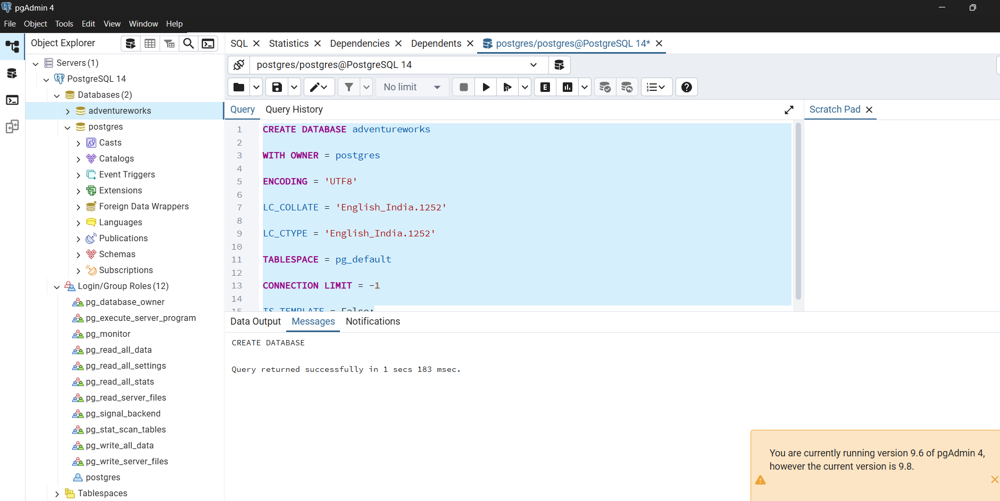 pgAdmin 4
File Object Tools Edit View Window Help
Object Explorer
SQL Statistics Dependencies Dependents postgres/postgres@PostgreSQL 14*
Servers (1)
PostgreSQL 14
Databases (2)
adventureworks
postgres
Casts
Catalogs
Event Triggers
Extensions
Foreign Data Wrappers
Languages
Publications
Schemas
Subscriptions
Login/Group Roles (12)
pg_database_owner
pg_execute_server_program
pg_monitor
pg_read_all_data
pg_read_all_settings
pg_read_all_stats
pg_read_server_files
pg_signal_backend
pg_stat_scan_tables
pg_write_all_data
pg_write_server_files
postgres
Tablespaces
postgres/postgres@PostgreSQL 14
No limit
E
Query Query History
Scratch Pad
1 CREATE DATABASE adventureworks
2
3 WITH OWNER = postgres
4
5 ENCODING = 'UTF8'
6
7 LC_COLLATE = 'English_India.1252'
8
9 LC_CTYPE = 'English_India.1252'
10
11 TABLESPACE = pg_default
12
13 CONNECTION LIMIT = -1
14
15 IS_TEMPLATE = False;
Data Output Messages Notifications
CREATE DATABASE
Query returned successfully in 1 secs 183 msec.
You are currently running version 9.6 of pgAdmin 4,
however the current version is 9.8.